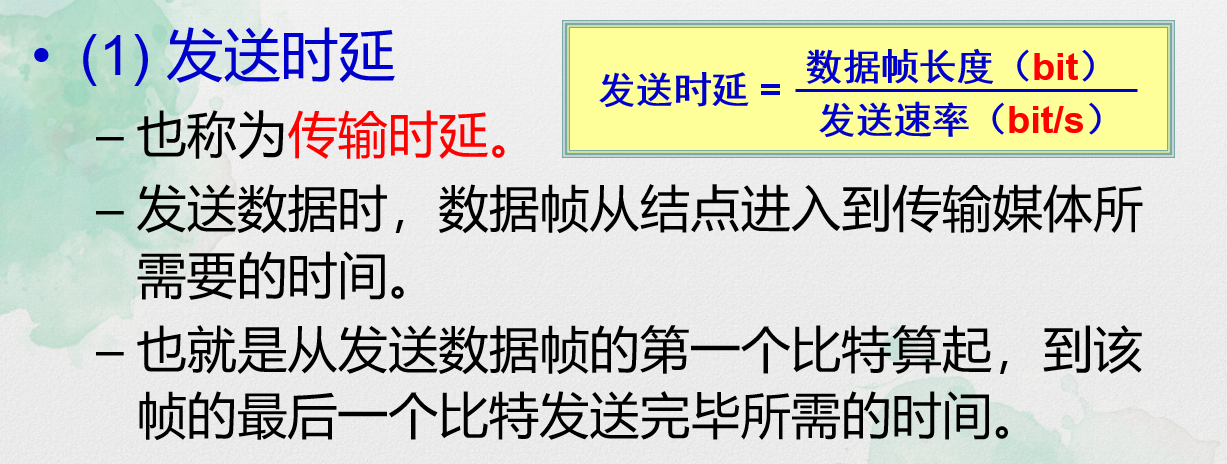 • (1) 发送时延
发送时延 = 数据帧长度（bit）
发送速率（bit/s）
– 也称为传输时延。
– 发送数据时，数据帧从结点进入到传输媒体所
需要的时间。
– 也就是从发送数据帧的第一个比特算起，到该
帧的最后一个比特发送完毕所需的时间。